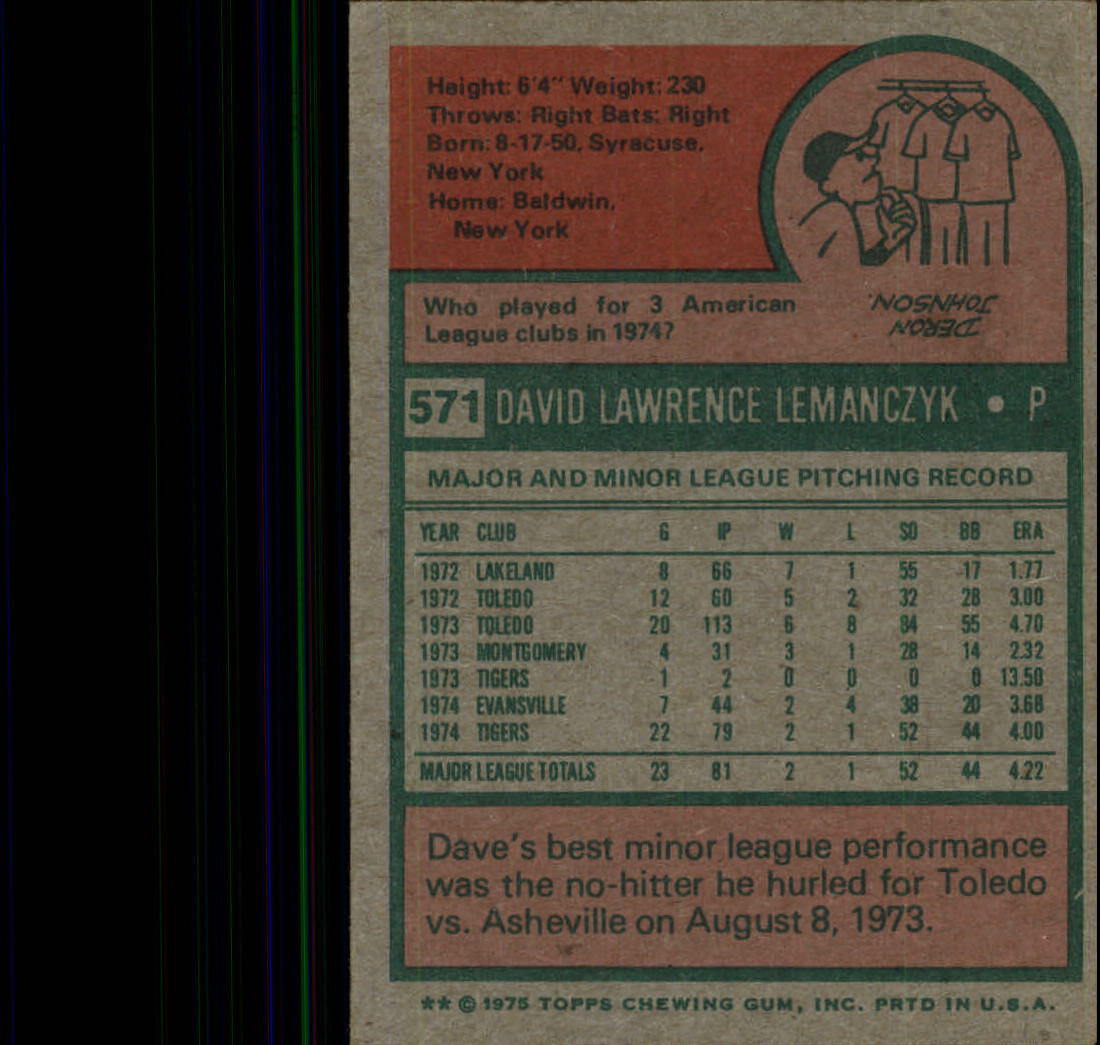 Height: 6'4" Weight: 230
Throws: Right Bats: Right
Born: 8-17-50, Syracuse,
New York
Home: Baldwin,
New York
Who played for 3 American
League clubs in 1974?
DERON
JOHNSON.
571 DAVID LAWRENCE LEMANCZYK • P
MAJOR AND MINOR LEAGUE PITCHING RECORD
YEAR CLUB G IP W L SO BB ERA
1972 LAKELAND 8 66 7 1 55 17 1.77
1972 TOLEDO 12 60 5 2 32 28 3.00
1973 TOLEDO 20 113 6 8 84 55 4.70
1973 MONTGOMERY 4 31 3 1 28 14 2.32
1973 TIGERS 1 2 0 0 0 0 13.50
1974 EVANSVILLE 7 44 2 4 38 20 3.68
1974 TIGERS 22 79 2 1 52 44 4.00
MAJOR LEAGUE TOTALS 23 81 2 1 52 44 4.22
Dave's best minor league performance
was the no-hitter he hurled for Toledo
vs. Asheville on August 8, 1973.
** © 1975 TOPPS CHEWING GUM, INC. PRTD IN U.S.A.